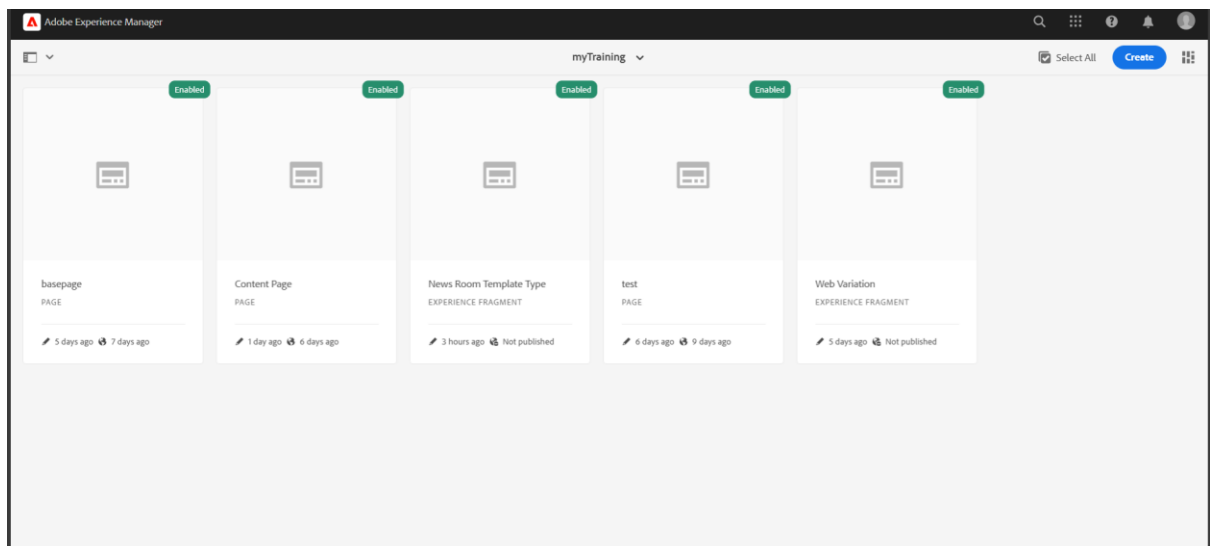 Adobe Experience Manager
myTraining
Select All
Create
Enabled
Enabled
Enabled
Enabled
Enabled
basepage
PAGE
5 days ago 7 days ago
Content Page
PAGE
1 day ago 6 days ago
News Room Template Type
EXPERIENCE FRAGMENT
3 hours ago Not published
test
PAGE
6 days ago 9 days ago
Web Variation
EXPERIENCE FRAGMENT
5 days ago Not published